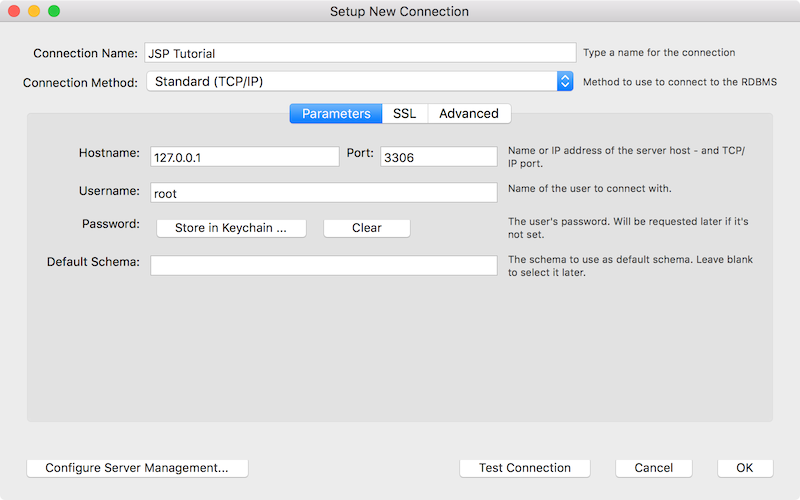 Setup New Connection
Connection Name: JSP Tutorial Type a name for the connection
Connection Method: Standard (TCP/IP) Method to use to connect to the RDBMS
Parameters SSL Advanced
Hostname: 127.0.0.1 Port: 3306 Name or IP address of the server host - and TCP/
IP port.
Username: root Name of the user to connect with.
Password: Store in Keychain ... Clear The user's password. Will be requested later if it's
not set.
Default Schema: The schema to use as default schema. Leave blank
to select it later.
Configure Server Management... Test Connection Cancel OK